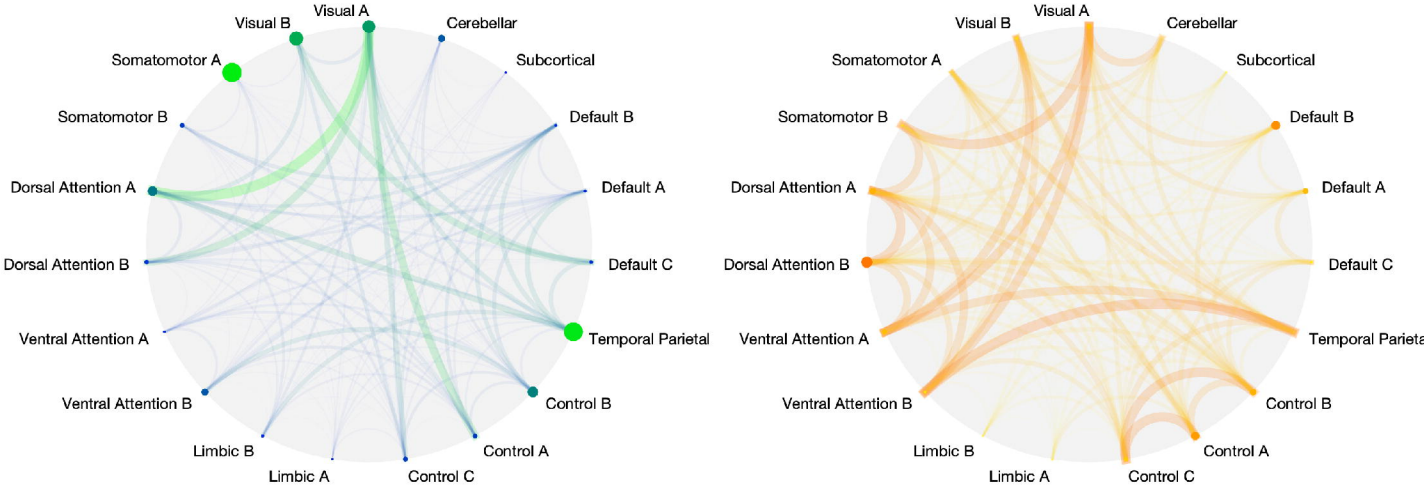 Visual A
Visual B
Cerebellar
Somatomotor A
Subcortical
Somatomotor B
Default B
Dorsal Attention A
Default A
Dorsal Attention B
Default C
Ventral Attention A
Temporal Parietal
Ventral Attention B
Control B
Limbic B
Control A
Limbic A
Control C
Visual A
Visual B
Cerebellar
Somatomotor A
Subcortical
Somatomotor B
Default B
Dorsal Attention A
Default A
Dorsal Attention B
Default C
Ventral Attention A
Temporal Parieta
Ventral Attention B
Control B
Limbic B
Control A
Limbic A
Control C